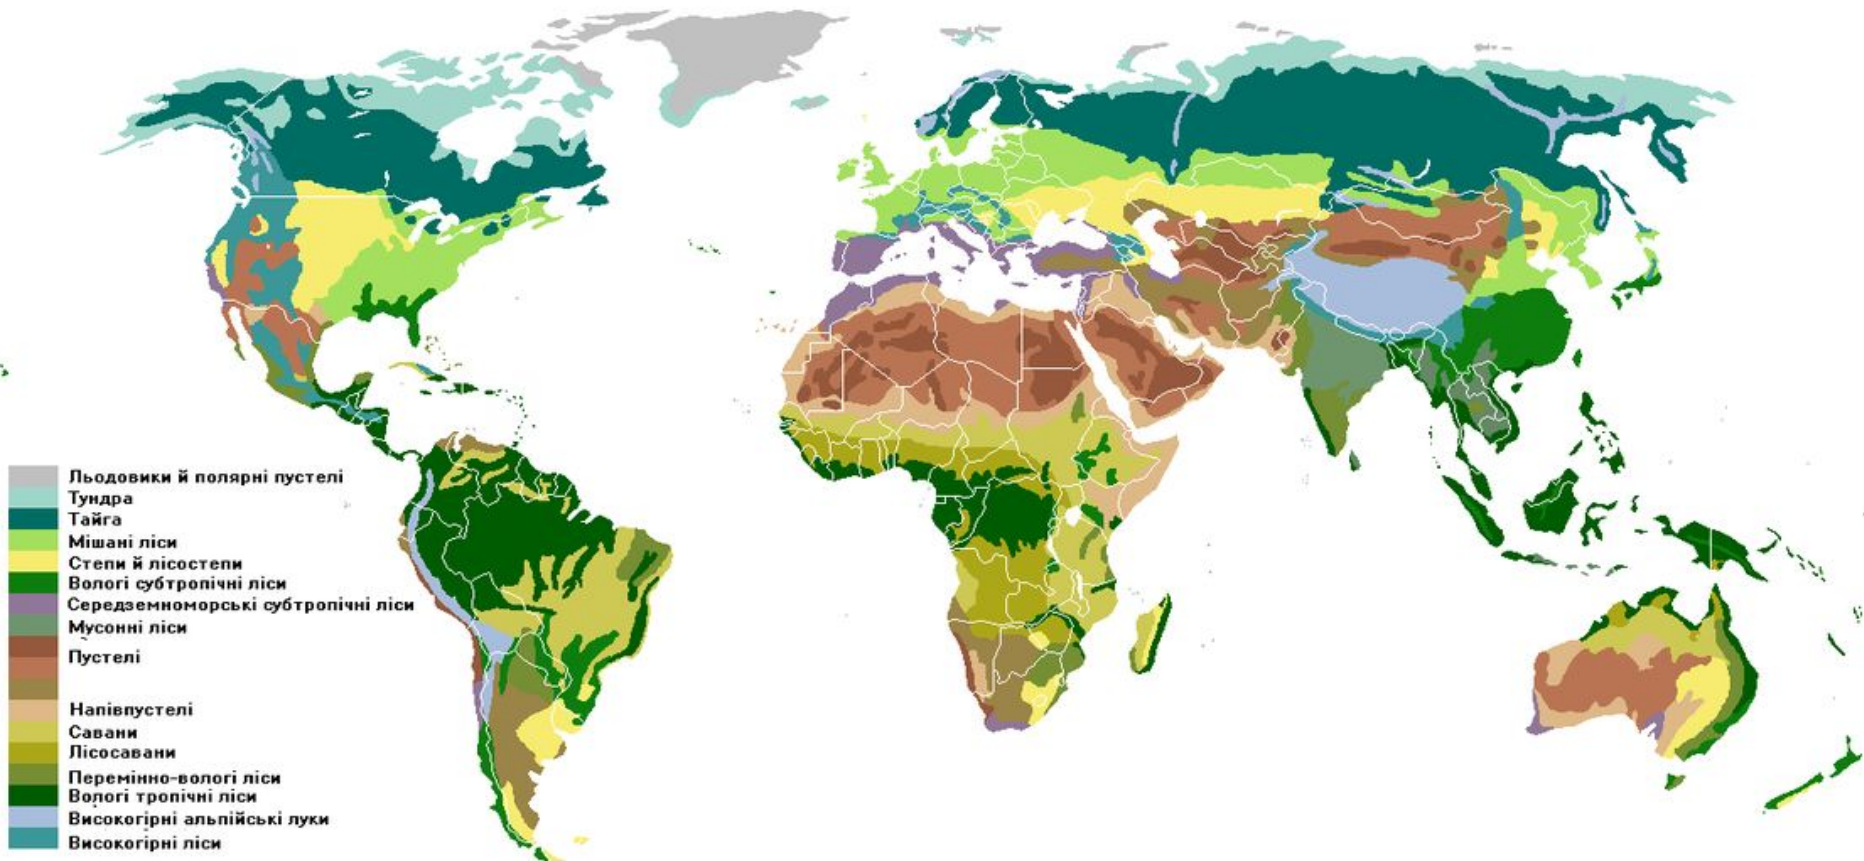 Льодовики й полярні пустелі
Тундра
Тайга
Мішані ліси
Степи й лісостепи
Вологі субтропічні ліси
Середземноморські субтропічні ліси
Мусонні ліси
Пустелі
Напівпустелі
Савани
Лісосавани
Перемінно-вологі ліси
Вологі тропічні ліси
Високогірні альпійські луки
Високогірні ліси